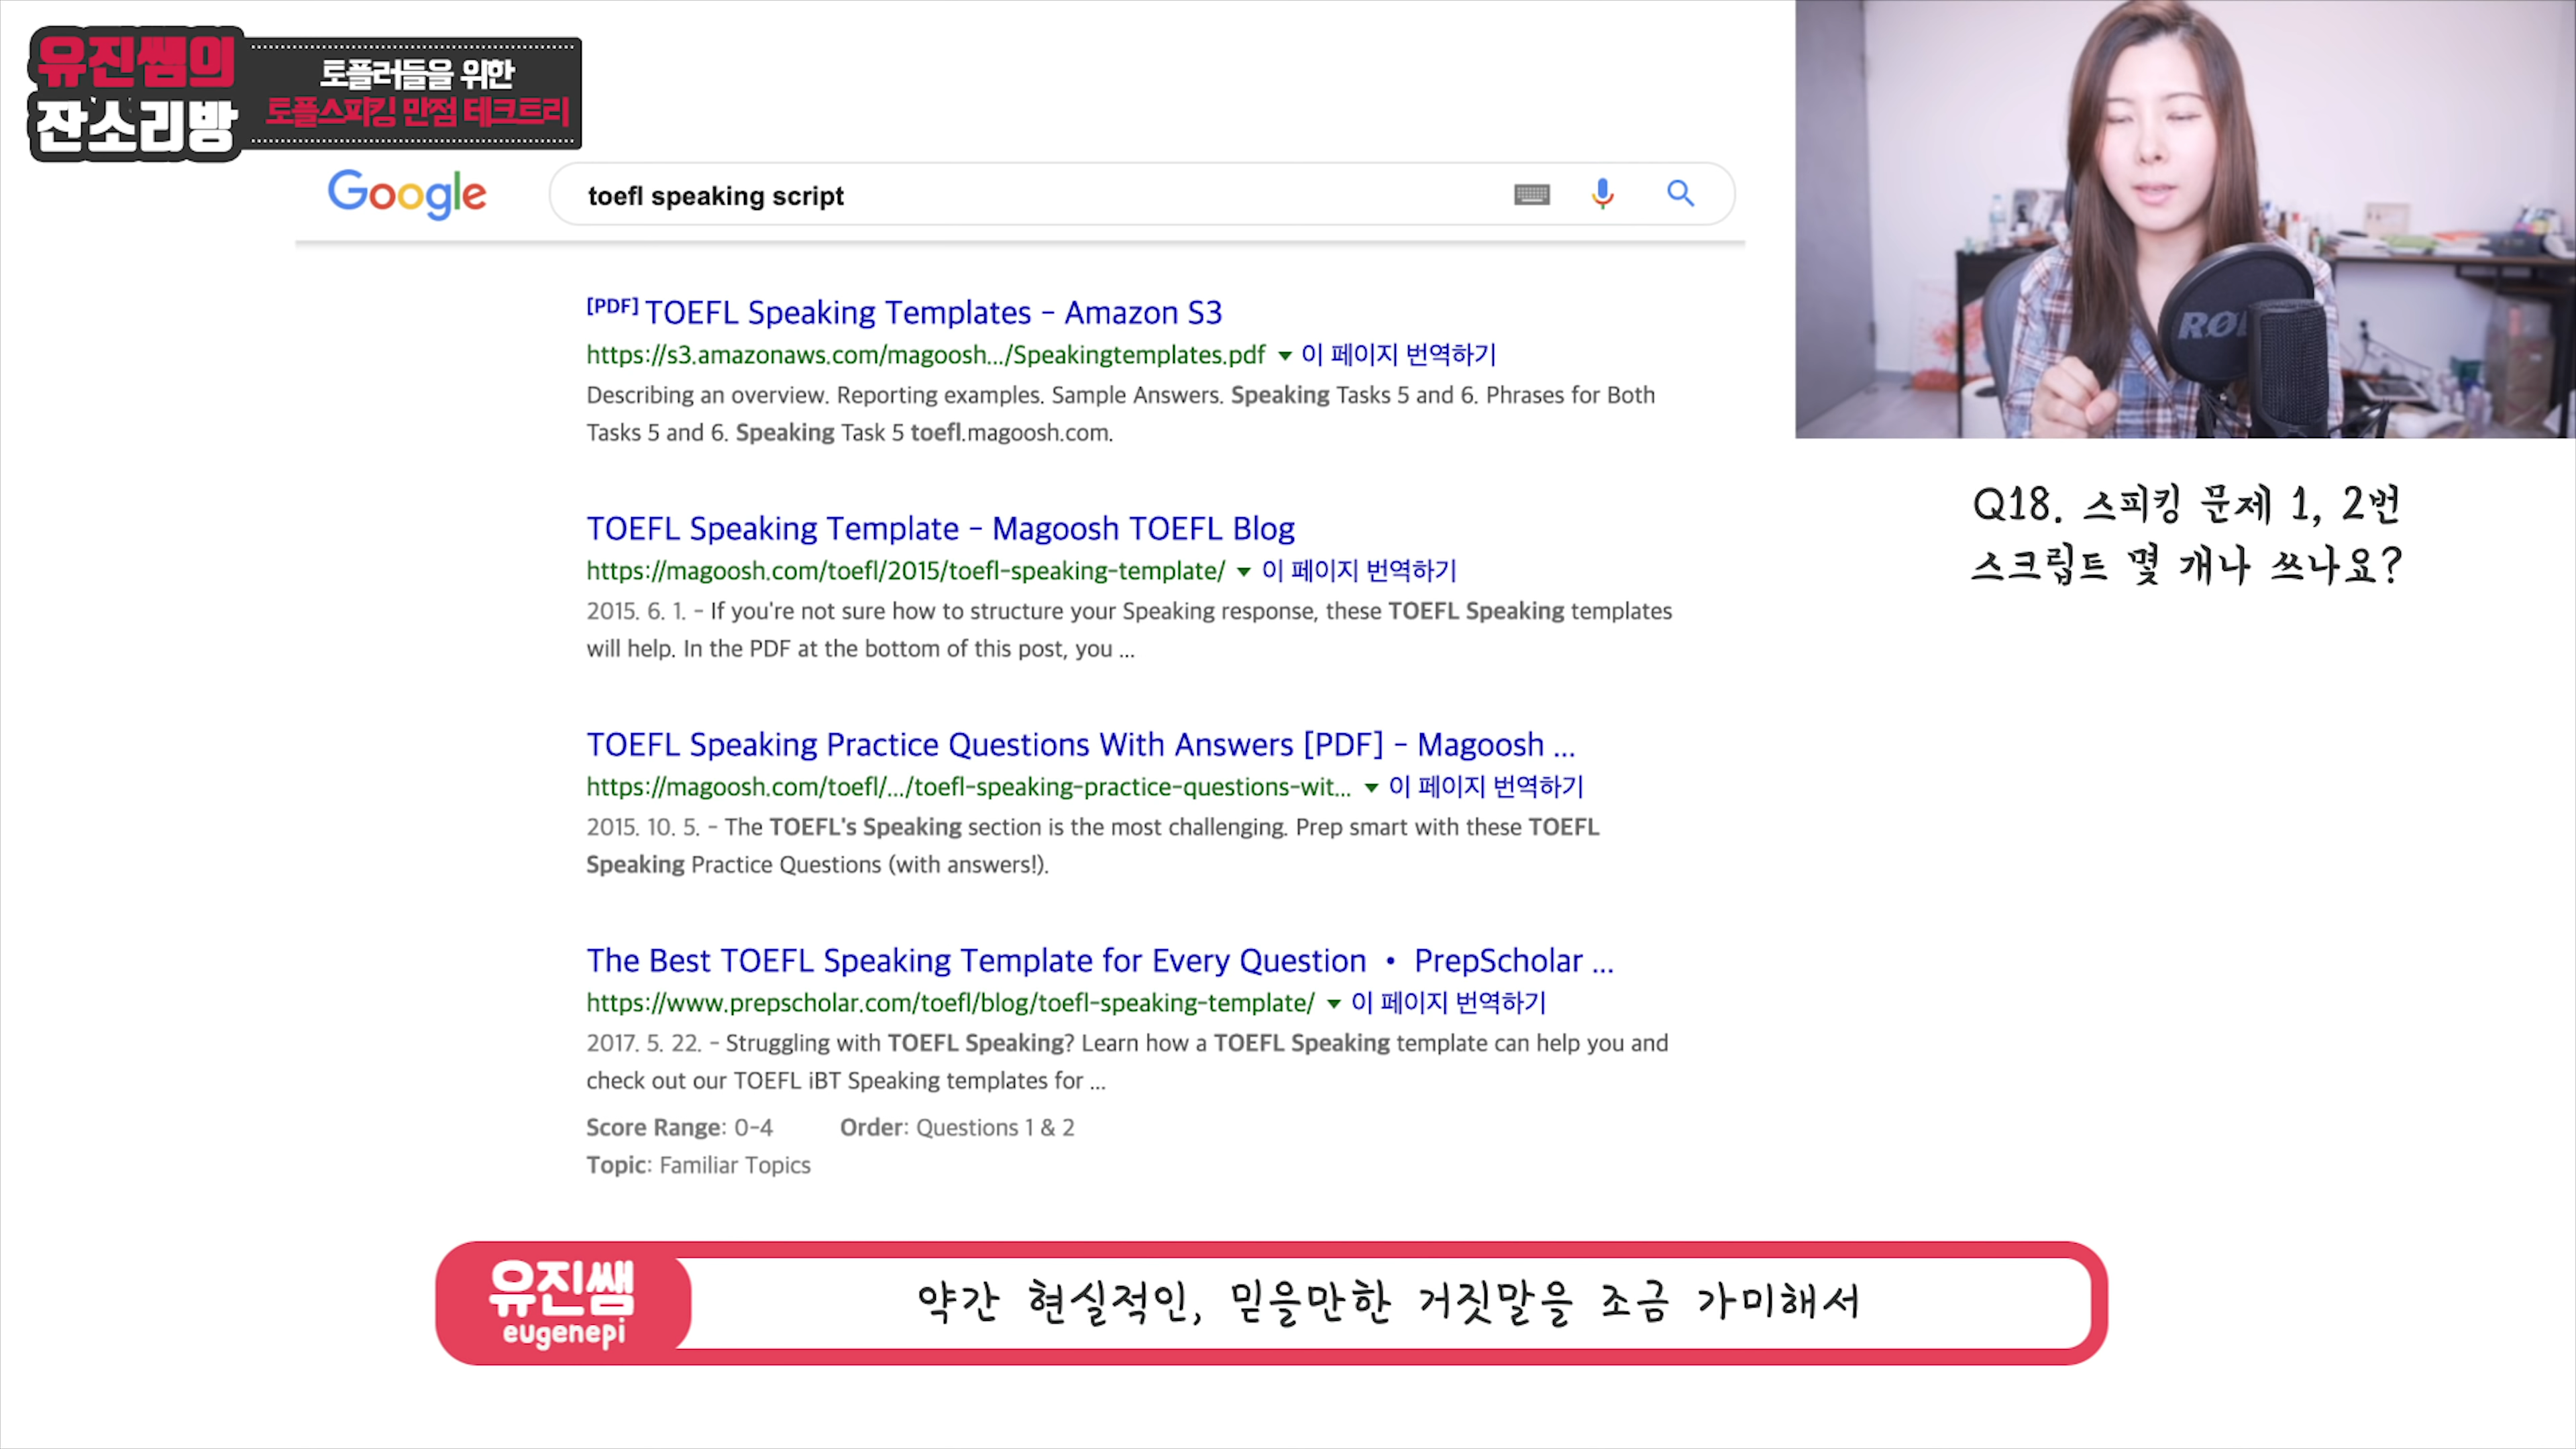 유진쌤의
잔소리방
토플러들을 위한
토플스피킹 만점 테크트리
Google
toefl speaking script
[PDF] TOEFL Speaking Templates - Amazon S3
https://s3.amazonaws.com/magoosh.../Speakingtemplates.pdf ▼ 이 페이지 번역하기
Describing an overview. Reporting examples. Sample Answers. Speaking Tasks 5 and 6. Phrases for Both
Tasks 5 and 6. Speaking Task 5 toefl.magoosh.com.
TOEFL Speaking Template - Magoosh TOEFL Blog
https://magoosh.com/toefl/2015/toefl-speaking-template/ ▼ 이 페이지 번역하기
2015. 6. 1. - If you're not sure how to structure your Speaking response, these TOEFL Speaking templates
will help. In the PDF at the bottom of this post, you ...
TOEFL Speaking Practice Questions With Answers [PDF] - Magoosh ...
https://magoosh.com/toefl/.../toefl-speaking-practice-questions-wit... ▼ 이 페이지 번역하기
2015. 10. 5. - The TOEFL's Speaking section is the most challenging. Prep smart with these TOEFL
Speaking Practice Questions (with answers!).
The Best TOEFL Speaking Template for Every Question • PrepScholar ...
https://www.prepscholar.com/toefl/blog/toefl-speaking-template/ ▼ 이 페이지 번역하기
2017. 5. 22. - Struggling with TOEFL Speaking? Learn how a TOEFL Speaking template can help you and
check out our TOEFL iBT Speaking templates for ...
Score Range: 0-4 Order: Questions 1 & 2
Topic: Familiar Topics
Q18. 스피킹 문제 1, 2번
스크립트 몇 개나 쓰나요?
유진쌤
eugenepi
약간 현실적인, 믿을만한 거짓말을 조금 가미해서